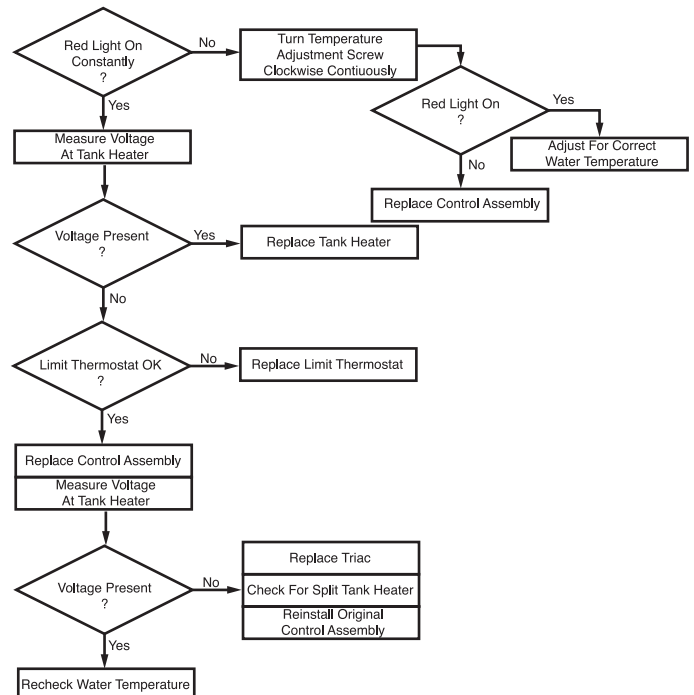 Red Light On
Constantly
?
No
Turn Temperature
Adjustment Screw
Clockwise Contiuously
Red Light On
?
Yes
Adjust For Correct
Water Temperature
No
Replace Control Assembly
Yes
Measure Voltage
At Tank Heater
Voltage Present
?
Yes
Replace Tank Heater
No
Limit Thermostat OK
?
No
Replace Limit Thermostat
Yes
Replace Control Assembly
Measure Voltage
At Tank Heater
Voltage Present
?
No
Replace Triac
Check For Split Tank Heater
Reinstall Original
Control Assembly
Yes
Recheck Water Temperature